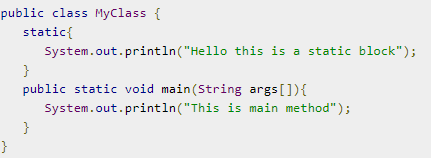 public class MyClass {
   static{
      System.out.println("Hello this is a static block");
   }
   public static void main(String args[]){
      System.out.println("This is main method");
   }
}